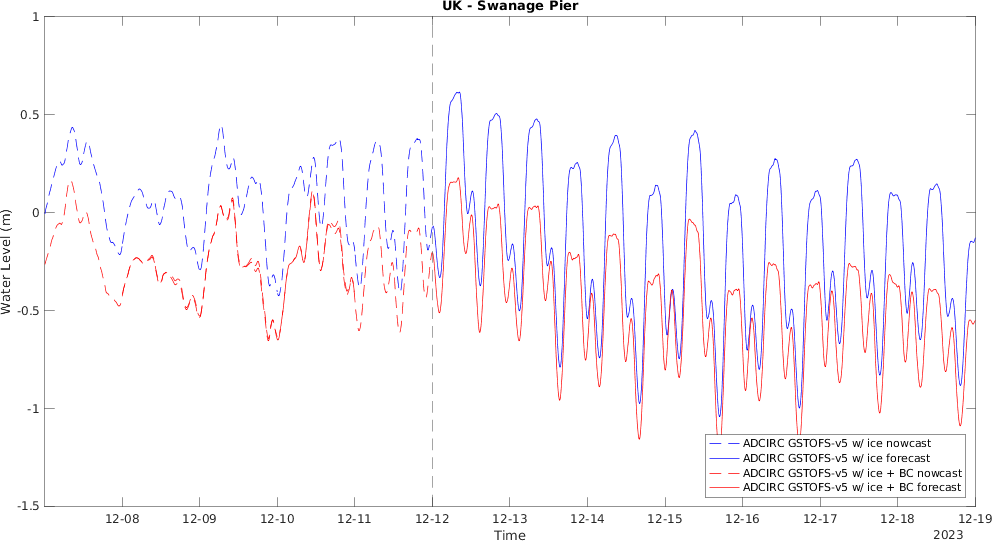 UK - Swanage Pier
1
0.5
0
-0.5
-1
-1.5
Water Level (m)
ADCIRC GSTOFS-v5 w/ ice nowcast
ADCIRC GSTOFS-v5 w/ ice forecast
ADCIRC GSTOFS-v5 w/ ice + BC nowcast
ADCIRC GSTOFS-v5 w/ ice + BC forecast
12-08 12-09 12-10 12-11 12-12 12-13 12-14 12-15 12-16 12-17 12-18 12-19
Time
2023